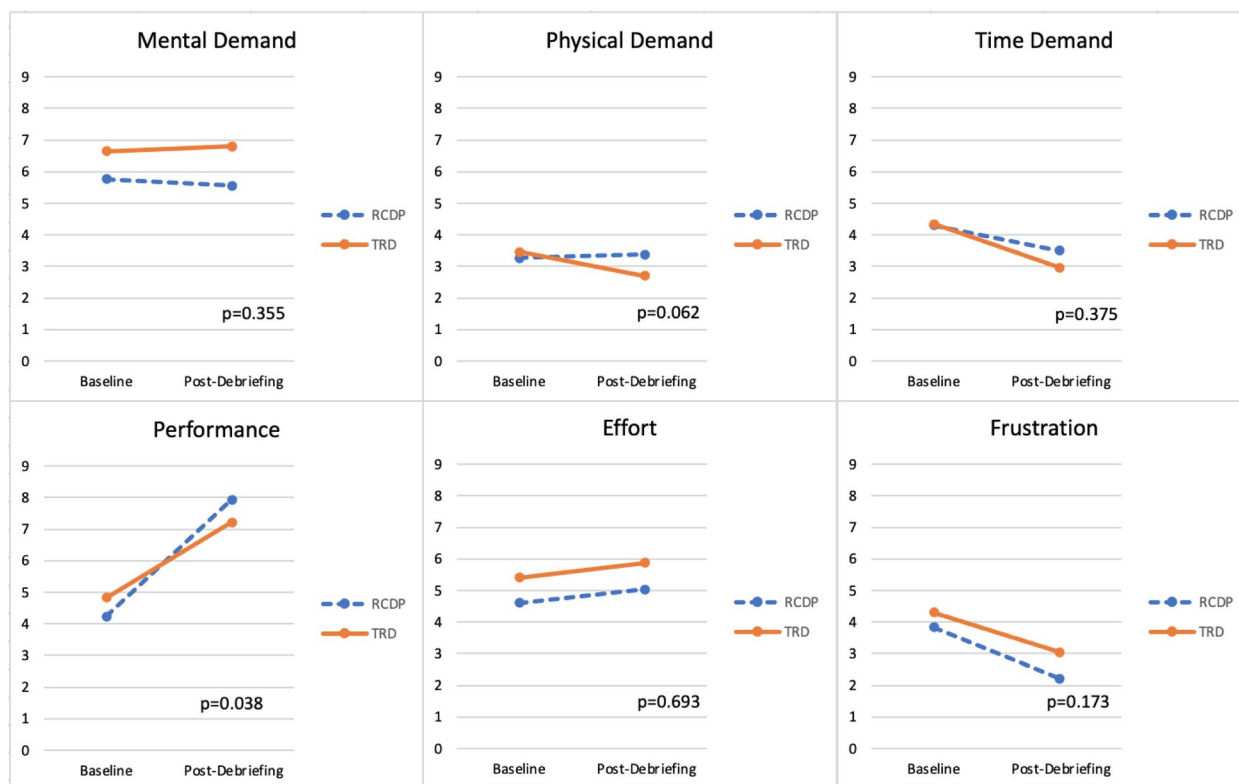 Mental Demand
9
8
7
6
5
4
3
2
1
0
RCDP
TRD
p=0.355
Baseline Post-Debriefing
Physical Demand
9
8
7
6
5
4
3
2
1
0
RCDP
TRD
p=0.062
Baseline Post-Debriefing
Time Demand
9
8
7
6
5
4
3
2
1
0
RCDP
TRD
p=0.375
Baseline Post-Debriefing
Performance
9
8
7
6
5
4
3
2
1
0
RCDP
TRD
p=0.038
Baseline Post-Debriefing
Effort
9
8
7
6
5
4
3
2
1
0
RCDP
TRD
p=0.693
Baseline Post-Debriefing
Frustration
9
8
7
6
5
4
3
2
1
0
RCDP
TRD
p=0.173
Baseline Post-Debriefing